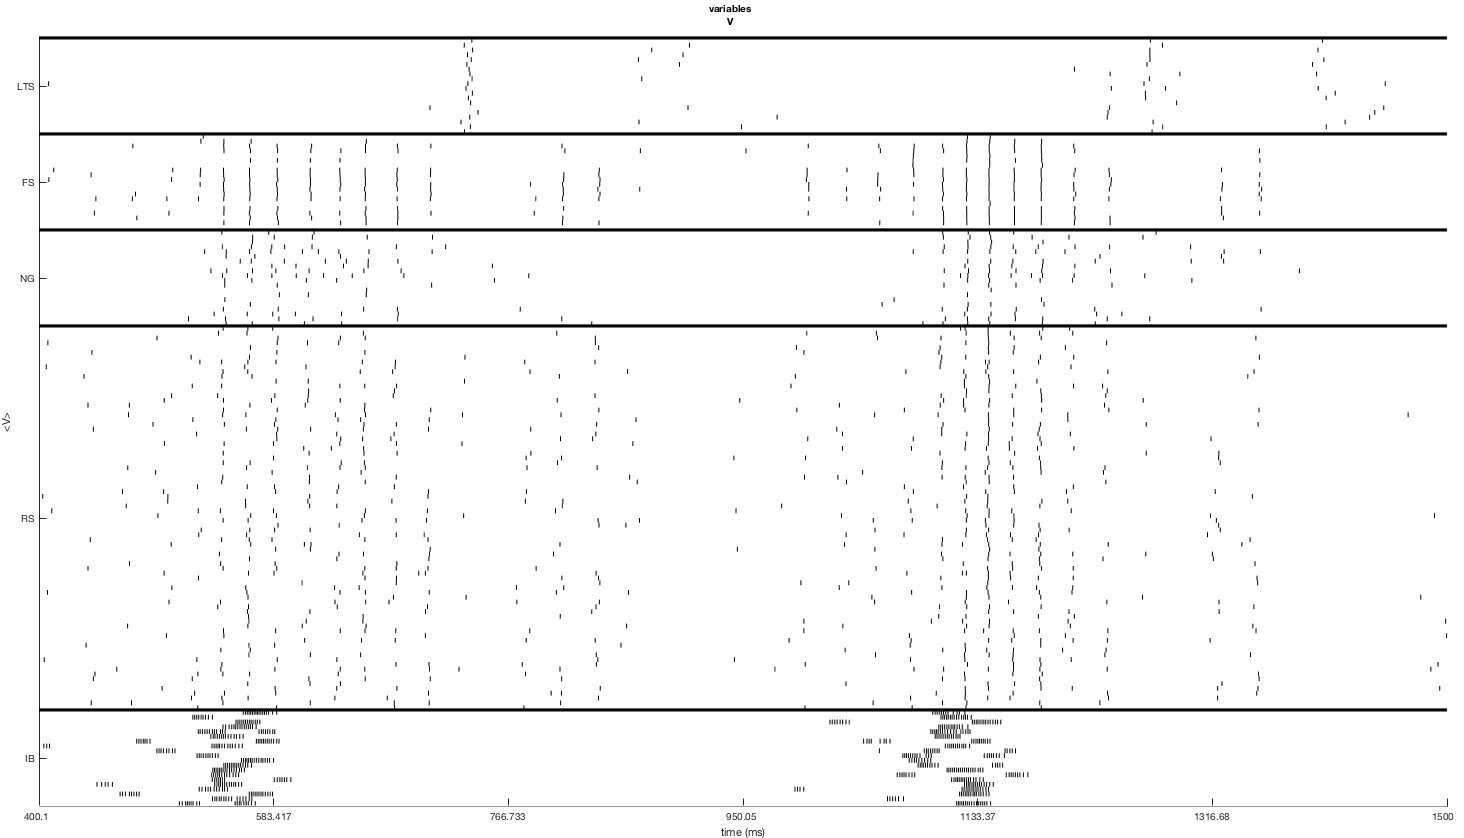 variables
V
LTS
FS
NG
RS
IB
<V>
400.1 583.417 766.733 950.05 1133.37 1316.68 1500
time (ms)